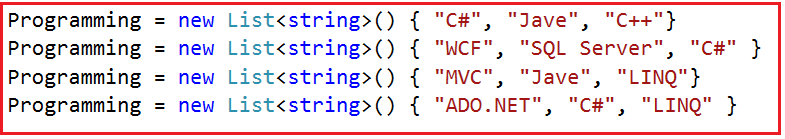 Programming = new List<string>() { "C#", "Jave", "C++"}
Programming = new List<string>() { "WCF", "SQL Server", "C#" }
Programming = new List<string>() { "MVC", "Jave", "LINQ"}
Programming = new List<string>() { "ADO.NET", "C#", "LINQ" }